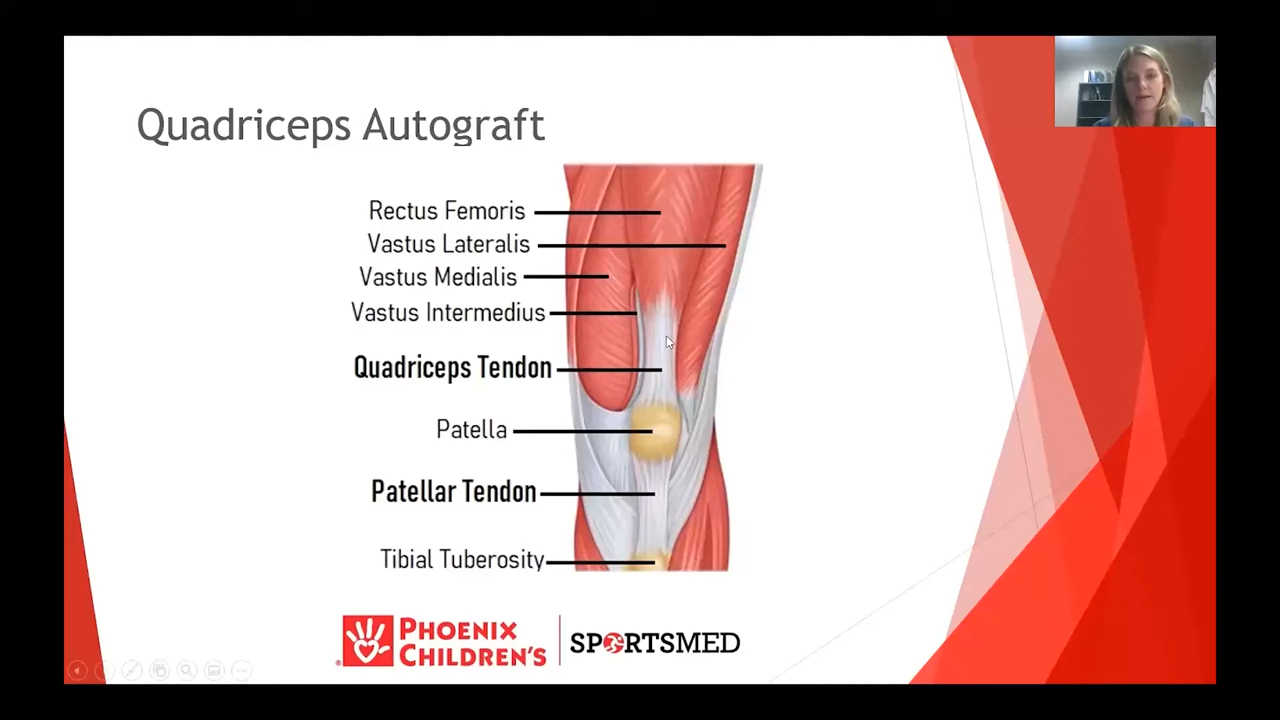 Quadriceps Autograft
Rectus Femoris
Vastus Lateralis
Vastus Medialis
Vastus Intermedius
Quadriceps Tendon
Patella
Patellar Tendon
Tibial Tuberosity
PHOENIX
CHILDREN'S
SPORTSMED